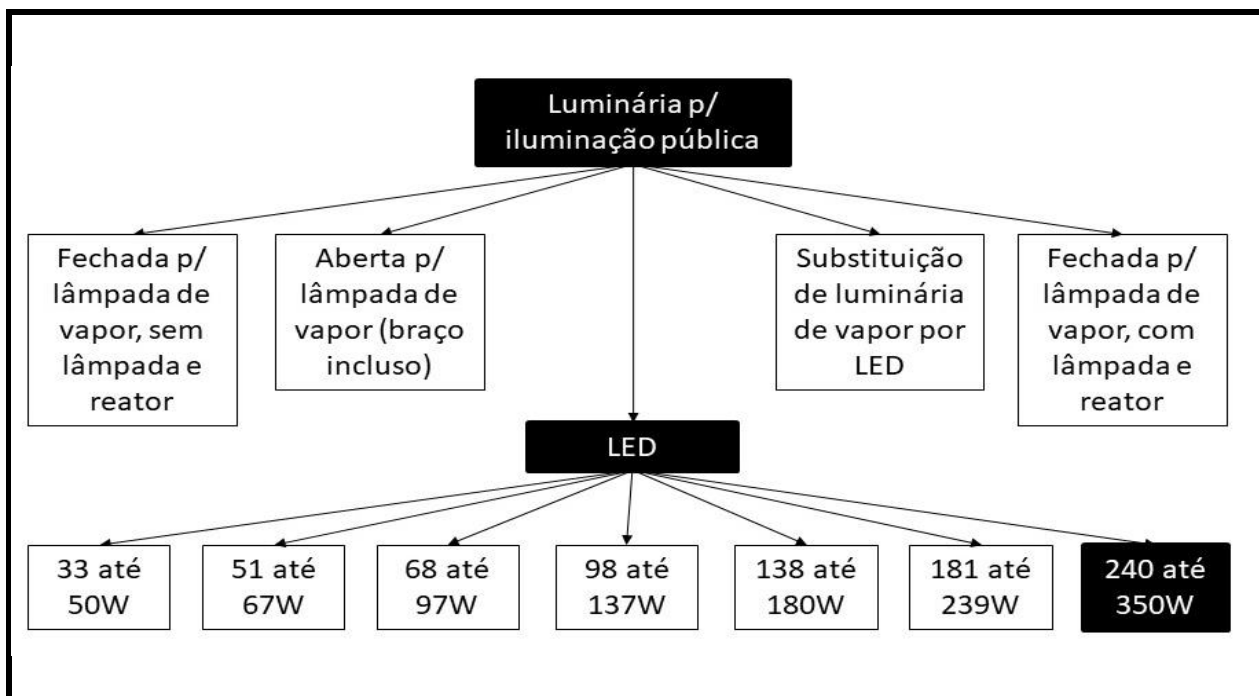 Luminária p/
iluminação pública
Fechada p/
lâmpada de
vapor, sem
lâmpada e
reator
Aberta p/
lâmpada de
vapor (braço
incluso)
Substituição
de luminária
de vapor por
LED
Fechada p/
lâmpada de
vapor, com
lâmpada e
reator
LED
33 até
50W
51 até
67W
68 até
97W
98 até
137W
138 até
180W
181 até
239W
240 até
350W